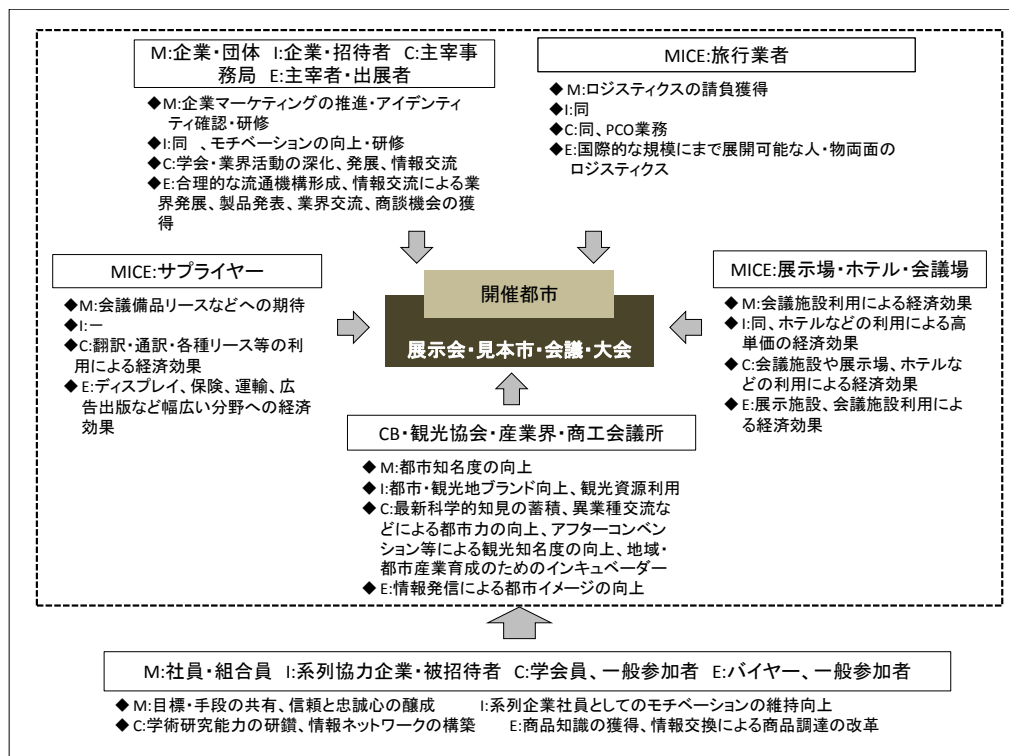 M:企業・団体 I:企業・招待者 C:主宰事
務局 E:主宰者・出展者
◆M:企業マーケティングの推進・アイデンティ
ティ確認・研修
◆I:同 、モチベーションの向上・研修
◆C:学会・業界活動の深化、発展、情報交流
◆E:合理的な流通機構形成、情報交流による業
界発展、製品発表、業界交流、商談機会の獲
得
MICE:旅行業者
◆M:ロジスティクスの請負獲得
◆I:同
◆C:同、PCO業務
◆E:国際的な規模にまで展開可能な人・物両面の
ロジスティクス
MICE:サプライヤー
◆M:会議備品リースなどへの期待
◆I:ー
◆C:翻訳・通訳・各種リース等の利
用による経済効果
◆E:ディスプレイ、保険、運輸、広
告出版など幅広い分野への経済
効果
開催都市
展示会・見本市・会議・大会
MICE:展示場・ホテル・会議場
◆M:会議施設利用による経済効果
◆I:同、ホテルなどの利用による高
単価の経済効果
◆C:会議施設や展示場、ホテルな
どの利用による経済効果
◆E:展示施設、会議施設利用によ
る経済効果
CB・観光協会・産業界・商工会議所
◆M:都市知名度の向上
◆I:都市・観光地ブランド向上、観光資源利用
◆C:最新科学的知見の蓄積、異業種交流な
どによる都市力の向上、アフターコンベン
ション等による観光知名度の向上、地域・
都市産業育成のためのインキュベーダー
◆E:情報発信による都市イメージの向上
M:社員・組合員 I:系列協力企業・被招待者 C:学会員、一般参加者 E:バイヤー、一般参加者
◆M:目標・手段の共有、信頼と忠誠心の醸成 I:系列企業社員としてのモチベーションの維持向上
◆C:学術研究能力の研鑽、情報ネットワークの構築 E:商品知識の獲得、情報交換による商品調達の改革